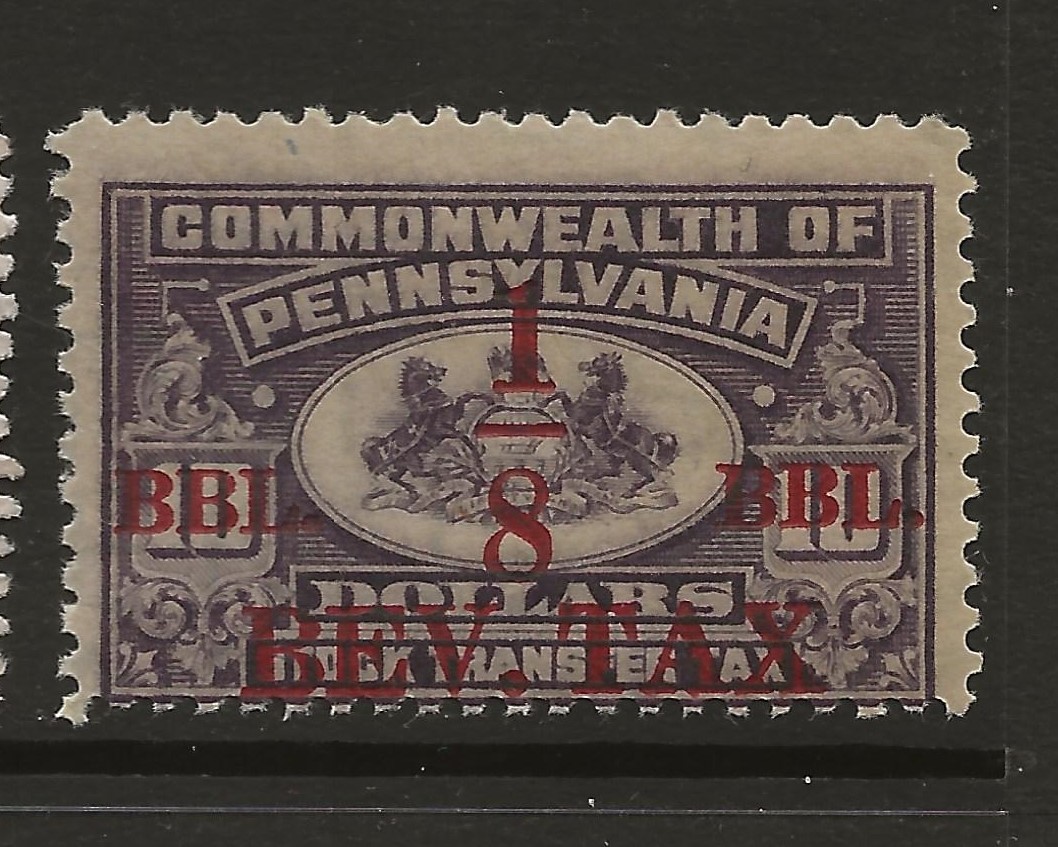 COMMONWEALTH OF
PENNSYLVANIA
1
8
BBL. BBL.
10 10
DOLLARS
BEV. TAX
STOCK TRANSFER TAX